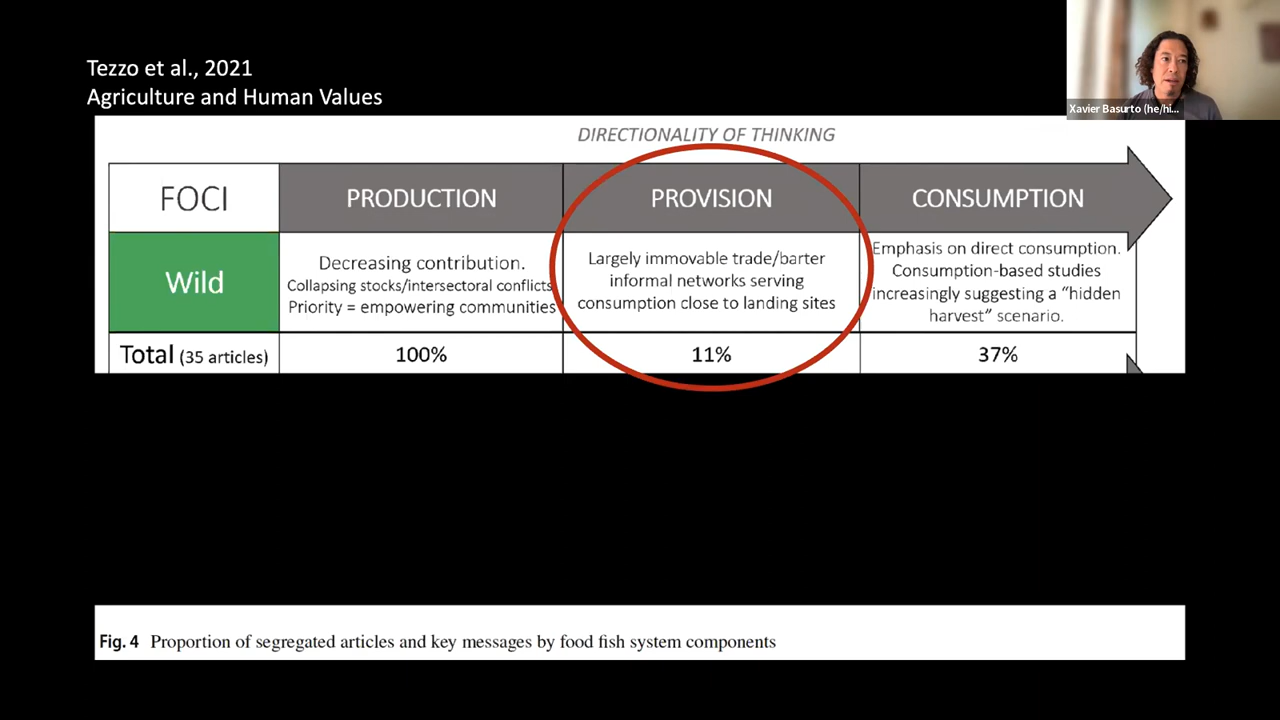 Tezzo et al., 2021
Agriculture and Human Values
Xavier Basurto (he/hi...
DIRECTIONALITY OF THINKING
FOCI
PRODUCTION
PROVISION
CONSUMPTION
Wild
Decreasing contribution.
Collapsing stocks/intersectoral conflicts
Priority = empowering communities
Largely immovable trade/barter
informal networks serving
consumption close to landing sites
Emphasis on direct consumption.
Consumption-based studies
increasingly suggesting a “hidden
harvest” scenario.
Total (35 articles)
100%
11%
37%
Fig. 4 Proportion of segregated articles and key messages by food fish system components